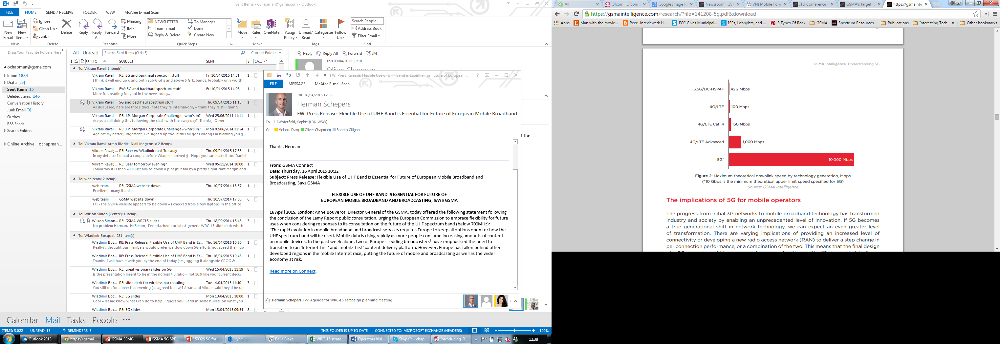 Sent Items - ochapman@gsma.com - Outlook
FILE HOME SEND / RECEIVE FOLDER VIEW McAfee E-mail Scan
New Email
New Items
New
Ignore
Clean Up
Junk
Delete
Delete
Reply
Reply All
Forward
Meeting
IM
More
Respond
NEWSLETTER
Team Email
Reply & Delete
To Manager
Done
Create New
Quick Steps
Move
Rules
OneNote
Move
Assign Policy
Unread/ Read
Categorize
Follow Up
Tags
Search People
Address Book
Filter Email
Find
Drag Your Favorite Folders Here
ochapman@gsma.com
Inbox 1834
Drafts [29]
Sent Items 15
Deleted Items 146
Conversation History
Junk Email [3]
Outbox
RSS Feeds
Search Folders
Online Archive - ochapman...
All Unread
Search Sent Items (Ctrl+E)
Current Folder
TO SUBJECT SENT S... CA...
To: Vikram Raval: 5 item(s)
Vikram Raval RE: 5G and backhaul spectrum stuff Fri 10/04/2015 14:31 1...
I think it will end up using both sub-6 GHz and above 6 GHz bands. Probably only worth
Vikram Raval FW: 5G and backhaul spectrum stuff Fri 10/04/2015 14:08 1...
More fun reading for you! In the news today..
Vikram Raval 5G and backhaul spectrum stuff Thu 09/04/2015 11:18 1...
As discussed, here are those docs (note they're internal-only – think they're still going
Vikram Raval RE: J.P. Morgan Corporate Challenge - who's in? Wed 25/06/2014 11:11 1...
Are you still doing this following the clash with the away day? Thanks, Oliver
Vikram Raval RE: J.P. Morgan Corporate Challenge - who's in? Mon 02/06/2014 11:24 1...
Against my better judgement, I've signed up too. If this all goes wrong I'm blaming you ;)
To: Vikram Raval; Arran Riddle; Niall Magennis: 2 item(s)
Vikram Raval; ... RE: Beer w/ Wladimir next Tuesday Thu 09/04/2015 17:38 1...
In my defence I'd had a couple before Wladimir arrived ;) Hope you can make it too Daniel
Vikram Raval; ... RE: Beer tomorrow evening? Wed 05/11/2014 18:00 1...
Tomorrow it is then – I'll just aim to down a pint (but fail by a pretty significant margin and
To: web team: 2 item(s)
web team RE: GSMA website down Thu 10/07/2014 18:57 1...
Excellent - many thanks.
web team GSMA website down Thu 10/07/2014 17:58 6...
FYI - The GSMA website appears to be down – I checked from a few laptops in the office
To: Wilson Simon (Centre): 1 item(s)
Wilson Simon... RE: GSMA WRC15 slides Thu 18/09/2014 15:46 3...
No problem Herman. Hi Simon, I've attached our latest generic WRC-15 slide deck which
To: Wladimir Bocquet: 281 item(s)
Wladimir Boc... RE: Press Release: Flexible Use of UHF Band is Es... Thu 16/04/2015 10:50 1...
Really? I thought our members would prefer we slow down 5G efforts not speed them up
Wladimir Boc... RE: Press Release: Flexible Use of UHF Band is Es... Thu 16/04/2015 10:45 1...
Thanks. I will have it with you by the end of today (am juggling it alongside CROG &
Wladimir Boc... RE: great visionary slides on 5G Wed 15/04/2015 11:19 8...
Is the presentation meant to be in the normal 4:3 ratio – not 16:9 like your current deck?
Wladimir Boc... RE: slide deck for wireless backhauling Tue 14/04/2015 11:40 3...
You still on for a beer this evening (as agreed below)? Arran and Vikram said they'd be up
Wladimir Boc... RE: 5G slides Mon 13/04/2015 18:00 1...
Cool – let me know what I can do to help. I guess you'll add in some bullets on what you
Wladimir Boc... RE: 5G slides Mon 13/04/2015 09:54 8...
Reply Reply All Forward IM
Thu 09/04/2015 11:18
Oliver Chapman
t the
FW: Press Release: Flexible Use of UHF Band is Essential for Future of European...
FILE MESSAGE McAfee E-mail Scan
Thu 16/04/2015 12:35
Herman Schepers
FW: Press Release: Flexible Use of UHF Band is Essential for Future of European Mobile Broadband
To Waterfield, Sophie (LDN-WSW)
Cc Melanie Dias; Oliver Chapman; Sandra Gilligan
Thanks, Herman
From: GSMA Connect
Date: Thursday, 16 April 2015 10:32
Subject: Press Release: Flexible Use of UHF Band is Essential for Future of European Mobile Broadband and
Broadcasting, Says GSMA
FLEXIBLE USE OF UHF BAND IS ESSENTIAL FOR FUTURE OF
EUROPEAN MOBILE BROADBAND AND BROADCASTING, SAYS GSMA
16 April 2015, London: Anne Bouverot, Director General of the GSMA, today offered the following statement following
the conclusion of the Lamy Report public consultation, urging the European Commission to embrace flexibility for future
uses when considering responses to its consultation on the future of the UHF spectrum band (below 700MHz):
"The rapid evolution in mobile broadband and broadcast services requires Europe to keep all options open for how the
UHF spectrum band will be used. Mobile data is rising rapidly as more people consume increasing amounts of content
on mobile devices. In the past week alone, two of Europe's leading broadcasters¹ have emphasised the need to
transition to an 'Internet-first' and 'mobile-first' content delivery platform. However, Europe has fallen behind other
developed regions in the mobile Internet race, putting the future of mobile and broadcasting as well as the wider
economy at risk.
Read more on Connect.
Herman Schepers FW: Agenda for WRC-15 campaign planning meeting
Calendar Mail Tasks People ...
ITEMS: 3,022 UNREAD: 15 REMINDERS: 5 THIS FOLDER IS UP TO DATE. CONNECTED TO: MICROSOFT EXCHANGE (HEADERS) 100%
Outlook 2013 https://gsmai... GSMA SSMG ... GSMA 5G SPE... 150326 5G for ... Lync Bella Blake WRC-15 strate... Operators Visi... Skype™ - chap... Introducing-R... 12:38
All Ofcom | Ofcom Google Image R Newsroom | GSM VNI Mobile Fore ITU Conference GSMA's target fu https://gsmainte Oliver
https://gsmaintelligence.com/research/?file=141208-5g.pdf&download
Apps Man with the movie... Peer Unreviewed: H... FCC Gives Municipal... ISPs, Lobbyists, and ... 3 Types Of Rock GSMA Spectrum Resources... Publications Interesting Tech » Other bookmarks
GSMA Intelligence Understanding 5G
3.5G/DC-HSPA+ 42.2 Mbps
4G/LTE 100 Mbps
4G/LTE Cat. 4 150 Mbps
4G/LTE Advanced 1,000 Mbps
5G* 10,000 Mbps
Figure 2: Maximum theoretical downlink speed by technology generation, Mbps
(*10 Gbps is the minimum theoretical upper limit speed specified for 5G)
Source: GSMA Intelligence
The implications of 5G for mobile operators
The progress from initial 3G networks to mobile broadband technology has transformed
industry and society by enabling an unprecedented level of innovation. If 5G becomes
a true generational shift in network technology, we can expect an even greater level
of transformation. There are varying implications of providing an increased level of
connectivity or developing a new radio access network (RAN) to deliver a step change in
per connection performance, or a combination of the two. This means that the final design